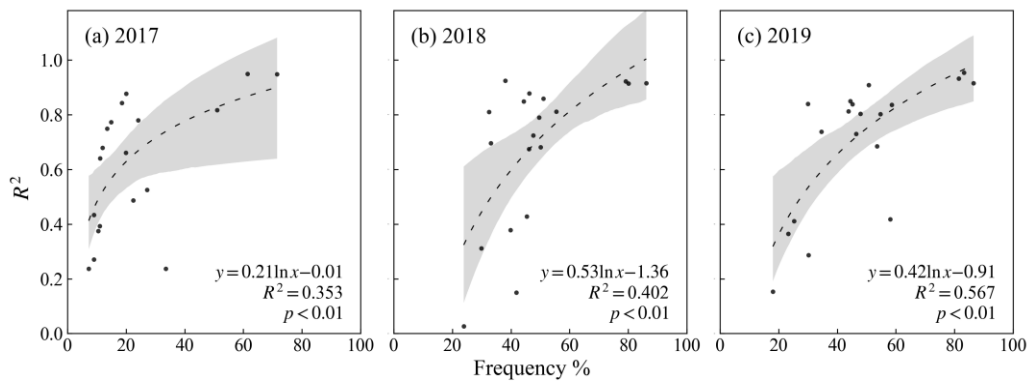 (a) 2017
(b) 2018
(c) 2019
R²
1.0
0.8
0.6
0.4
0.2
0.0
y=0.21lnx−0.01
R²=0.353
p<0.01
y=0.53lnx−1.36
R²=0.402
p<0.01
y=0.42lnx−0.91
R²=0.567
p<0.01
0 20 40 60 80 100
0 20 40 60 80 100
0 20 40 60 80 100
Frequency %